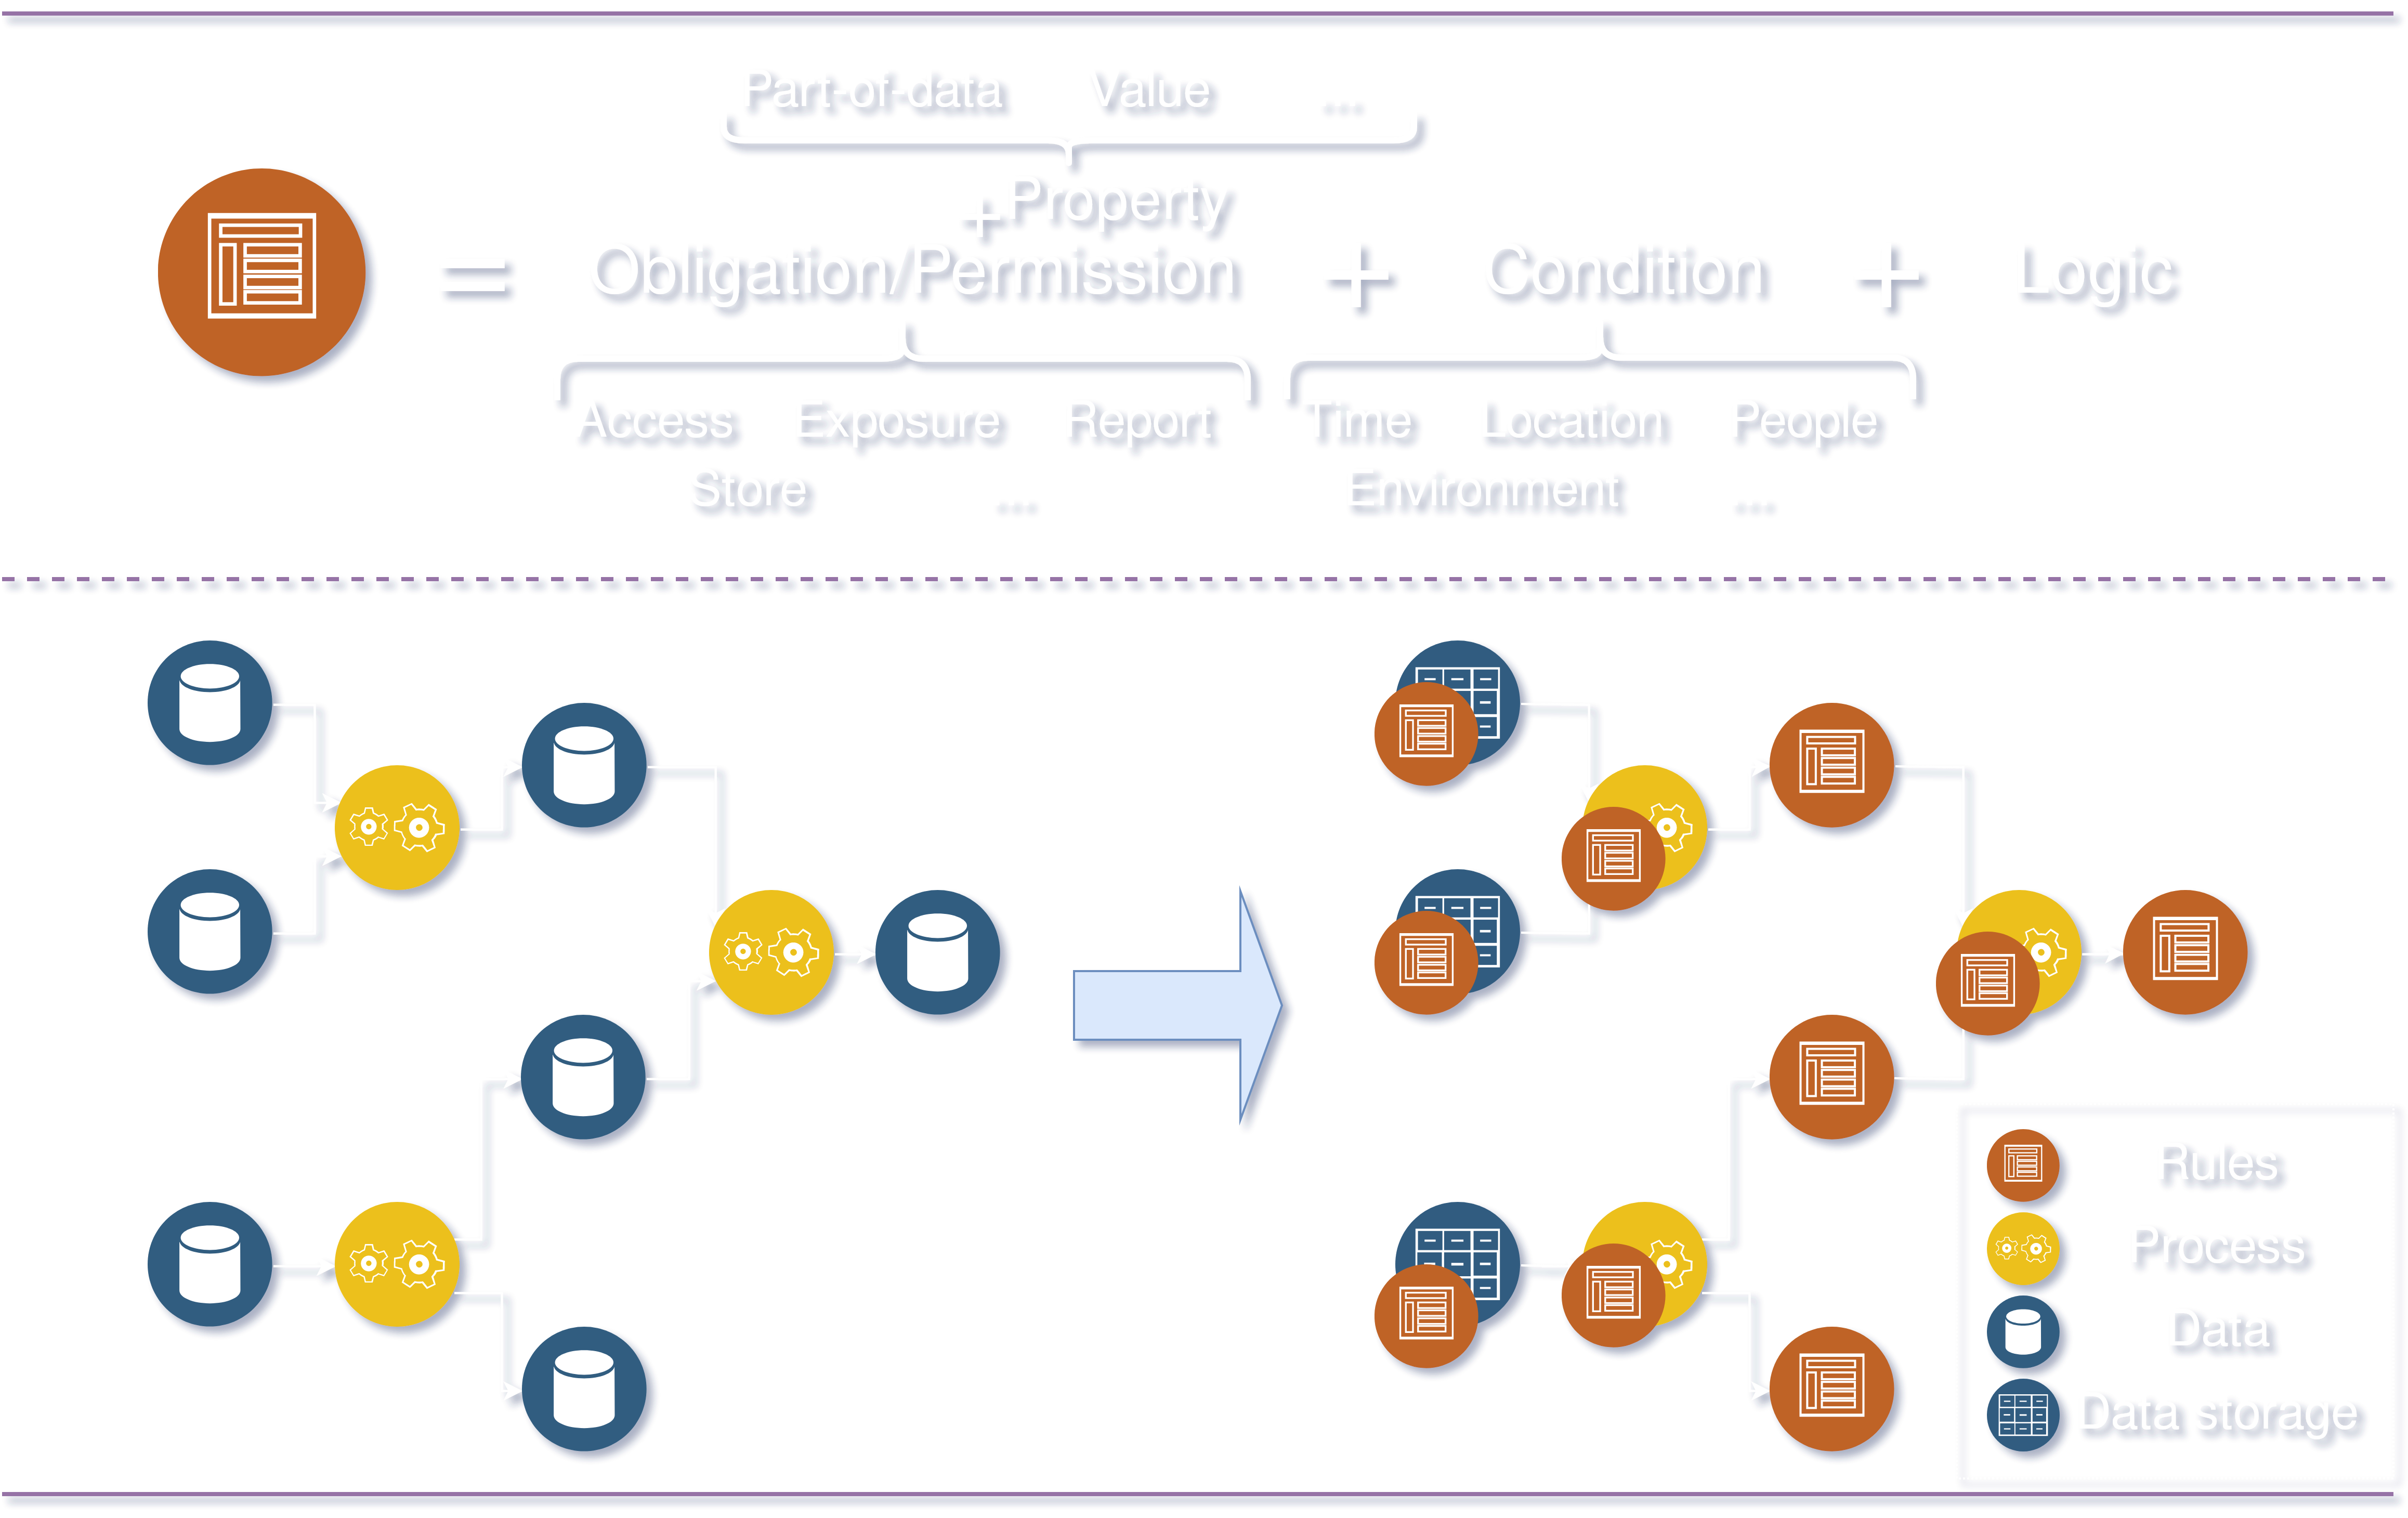 Part-of-data Value ...
+ Property
= Obligation/Permission + Condition + Logic
Access Exposure Report Time Location People
Store ... Environment ...
Rules
Process
Data
Data storage